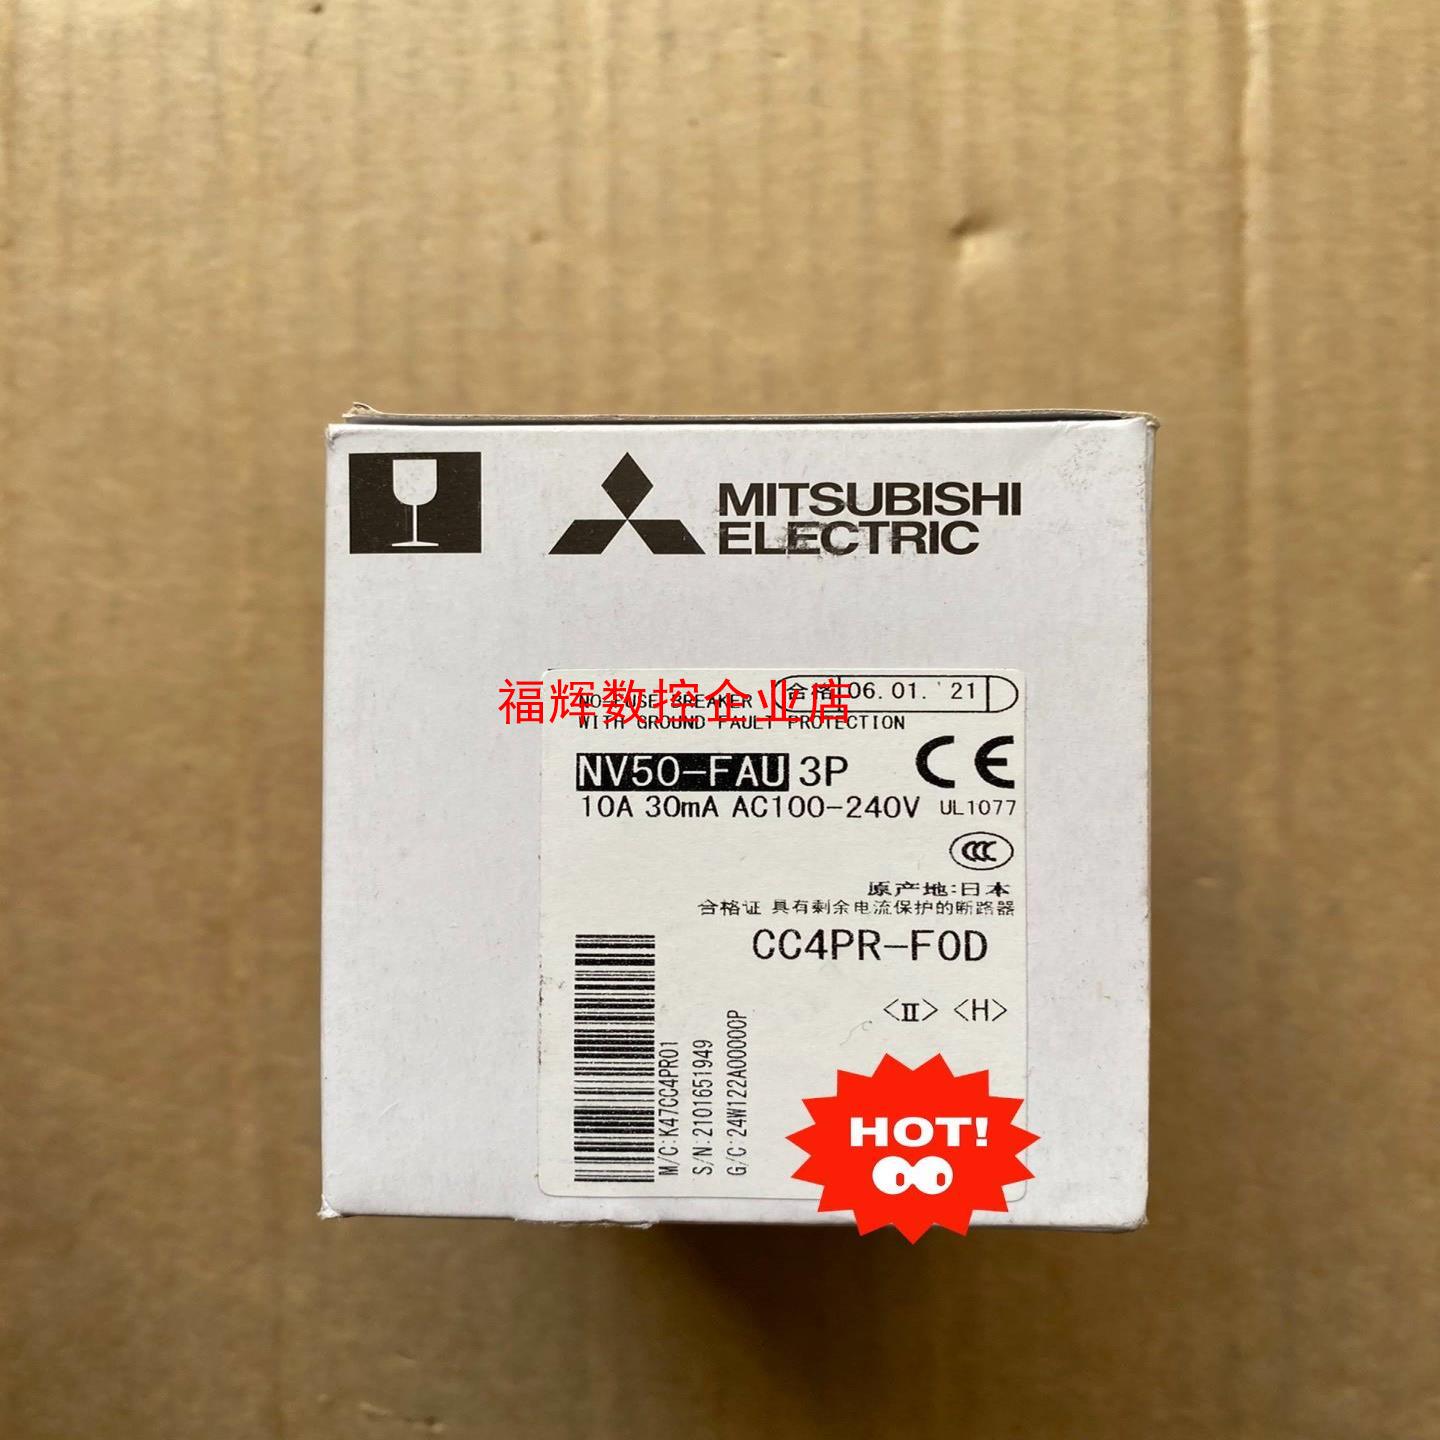 MITSUBISHI
ELECTRIC
福辉数控企业店
NO-FUSE BREAKER
合格 06.01.'21
WITH GROUND FAULT PROTECTION
NV50-FAU 3P
CE
10A 30mA AC100-240V UL1077
CCC
原产地:日本
合格证 具有剩余电流保护的断路器
CC4PR-F0D
<II> <H>
M/C:K47CC4PR01
S/N:2101651949
G/C:24W122A00000P
HOT!